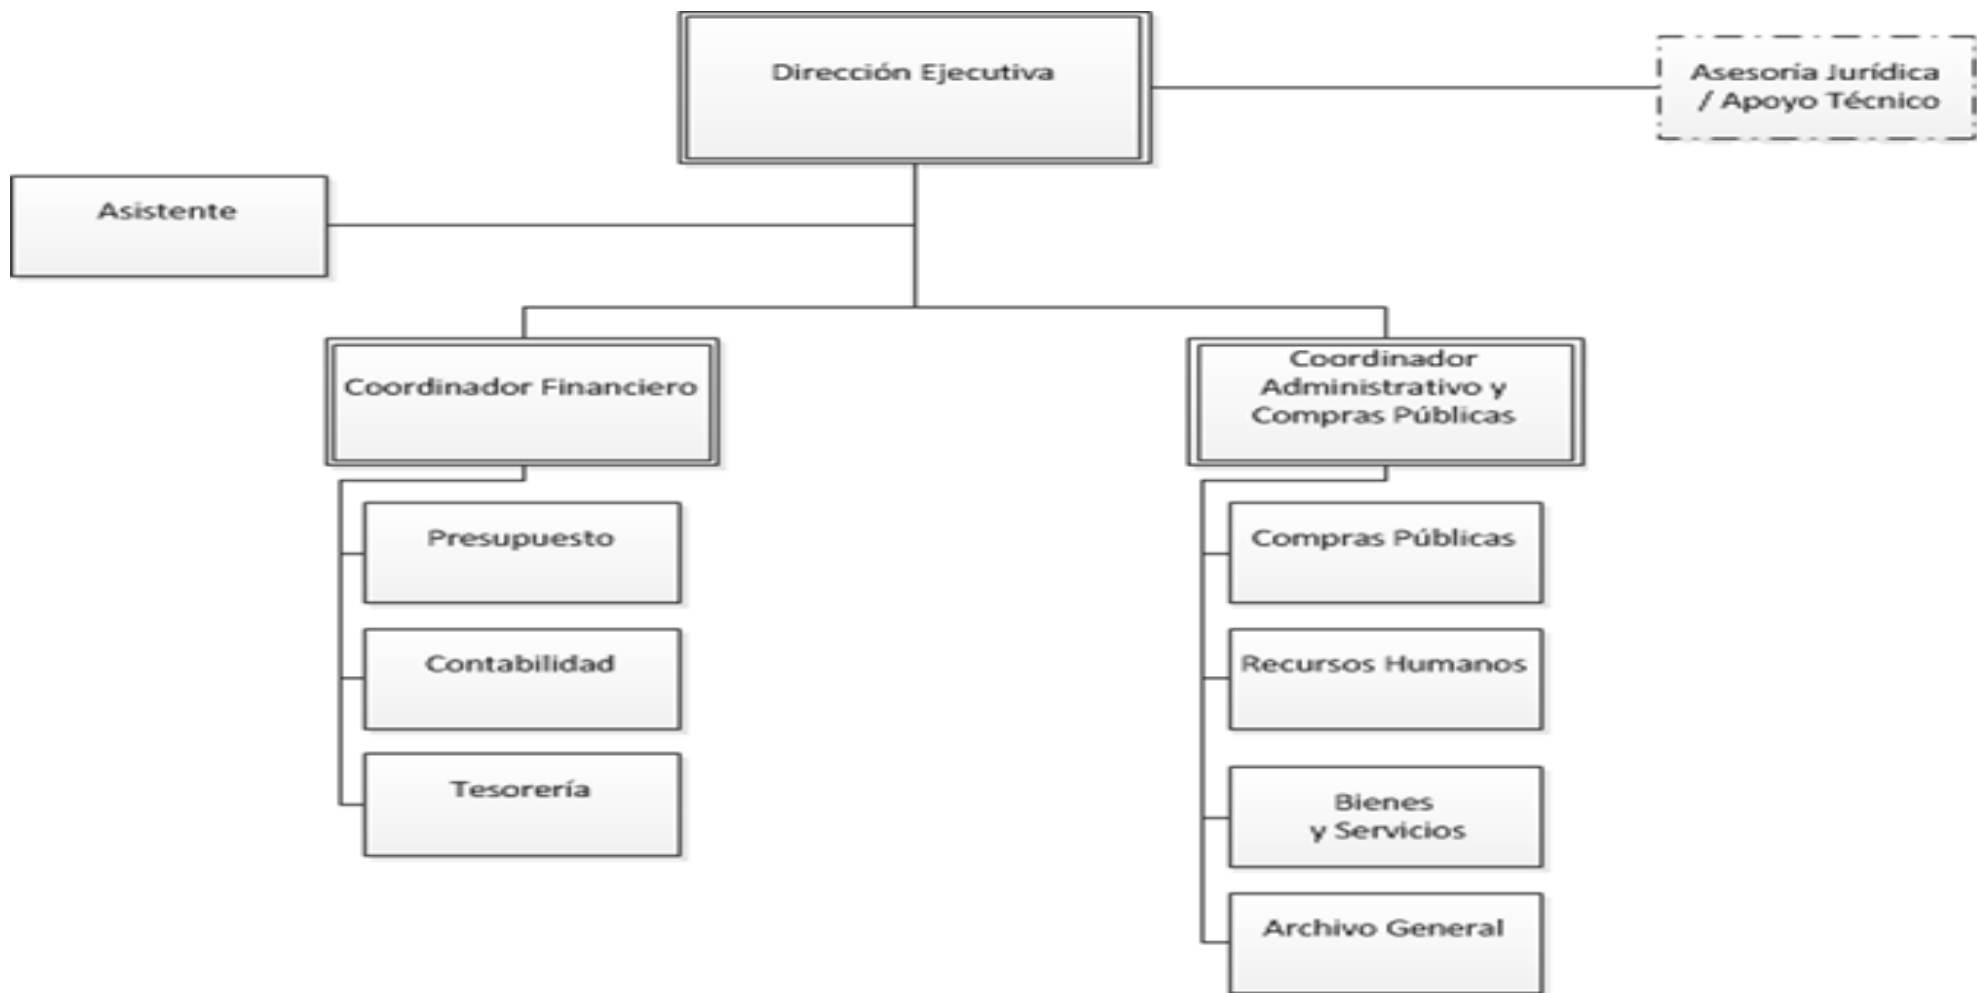 Dirección Ejecutiva
Asesoría Jurídica
/ Apoyo Técnico
Asistente
Coordinador Financiero
Coordinador
Administrativo y
Compras Públicas
Presupuesto
Contabilidad
Tesorería
Compras Públicas
Recursos Humanos
Bienes
y Servicios
Archivo General